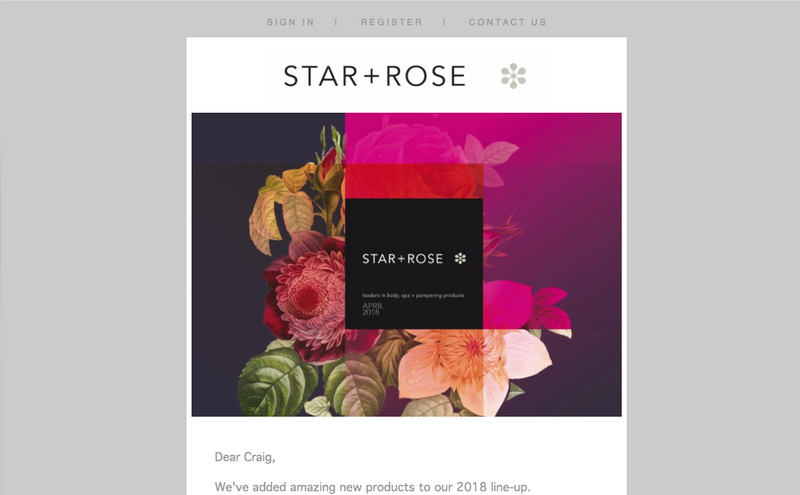 SIGN IN | REGISTER | CONTACT US
STAR+ROSE
STAR+ROSE
leaders in body, spa + pampering products
APRIL
2018
Dear Craig,
We've added amazing new products to our 2018 line-up.